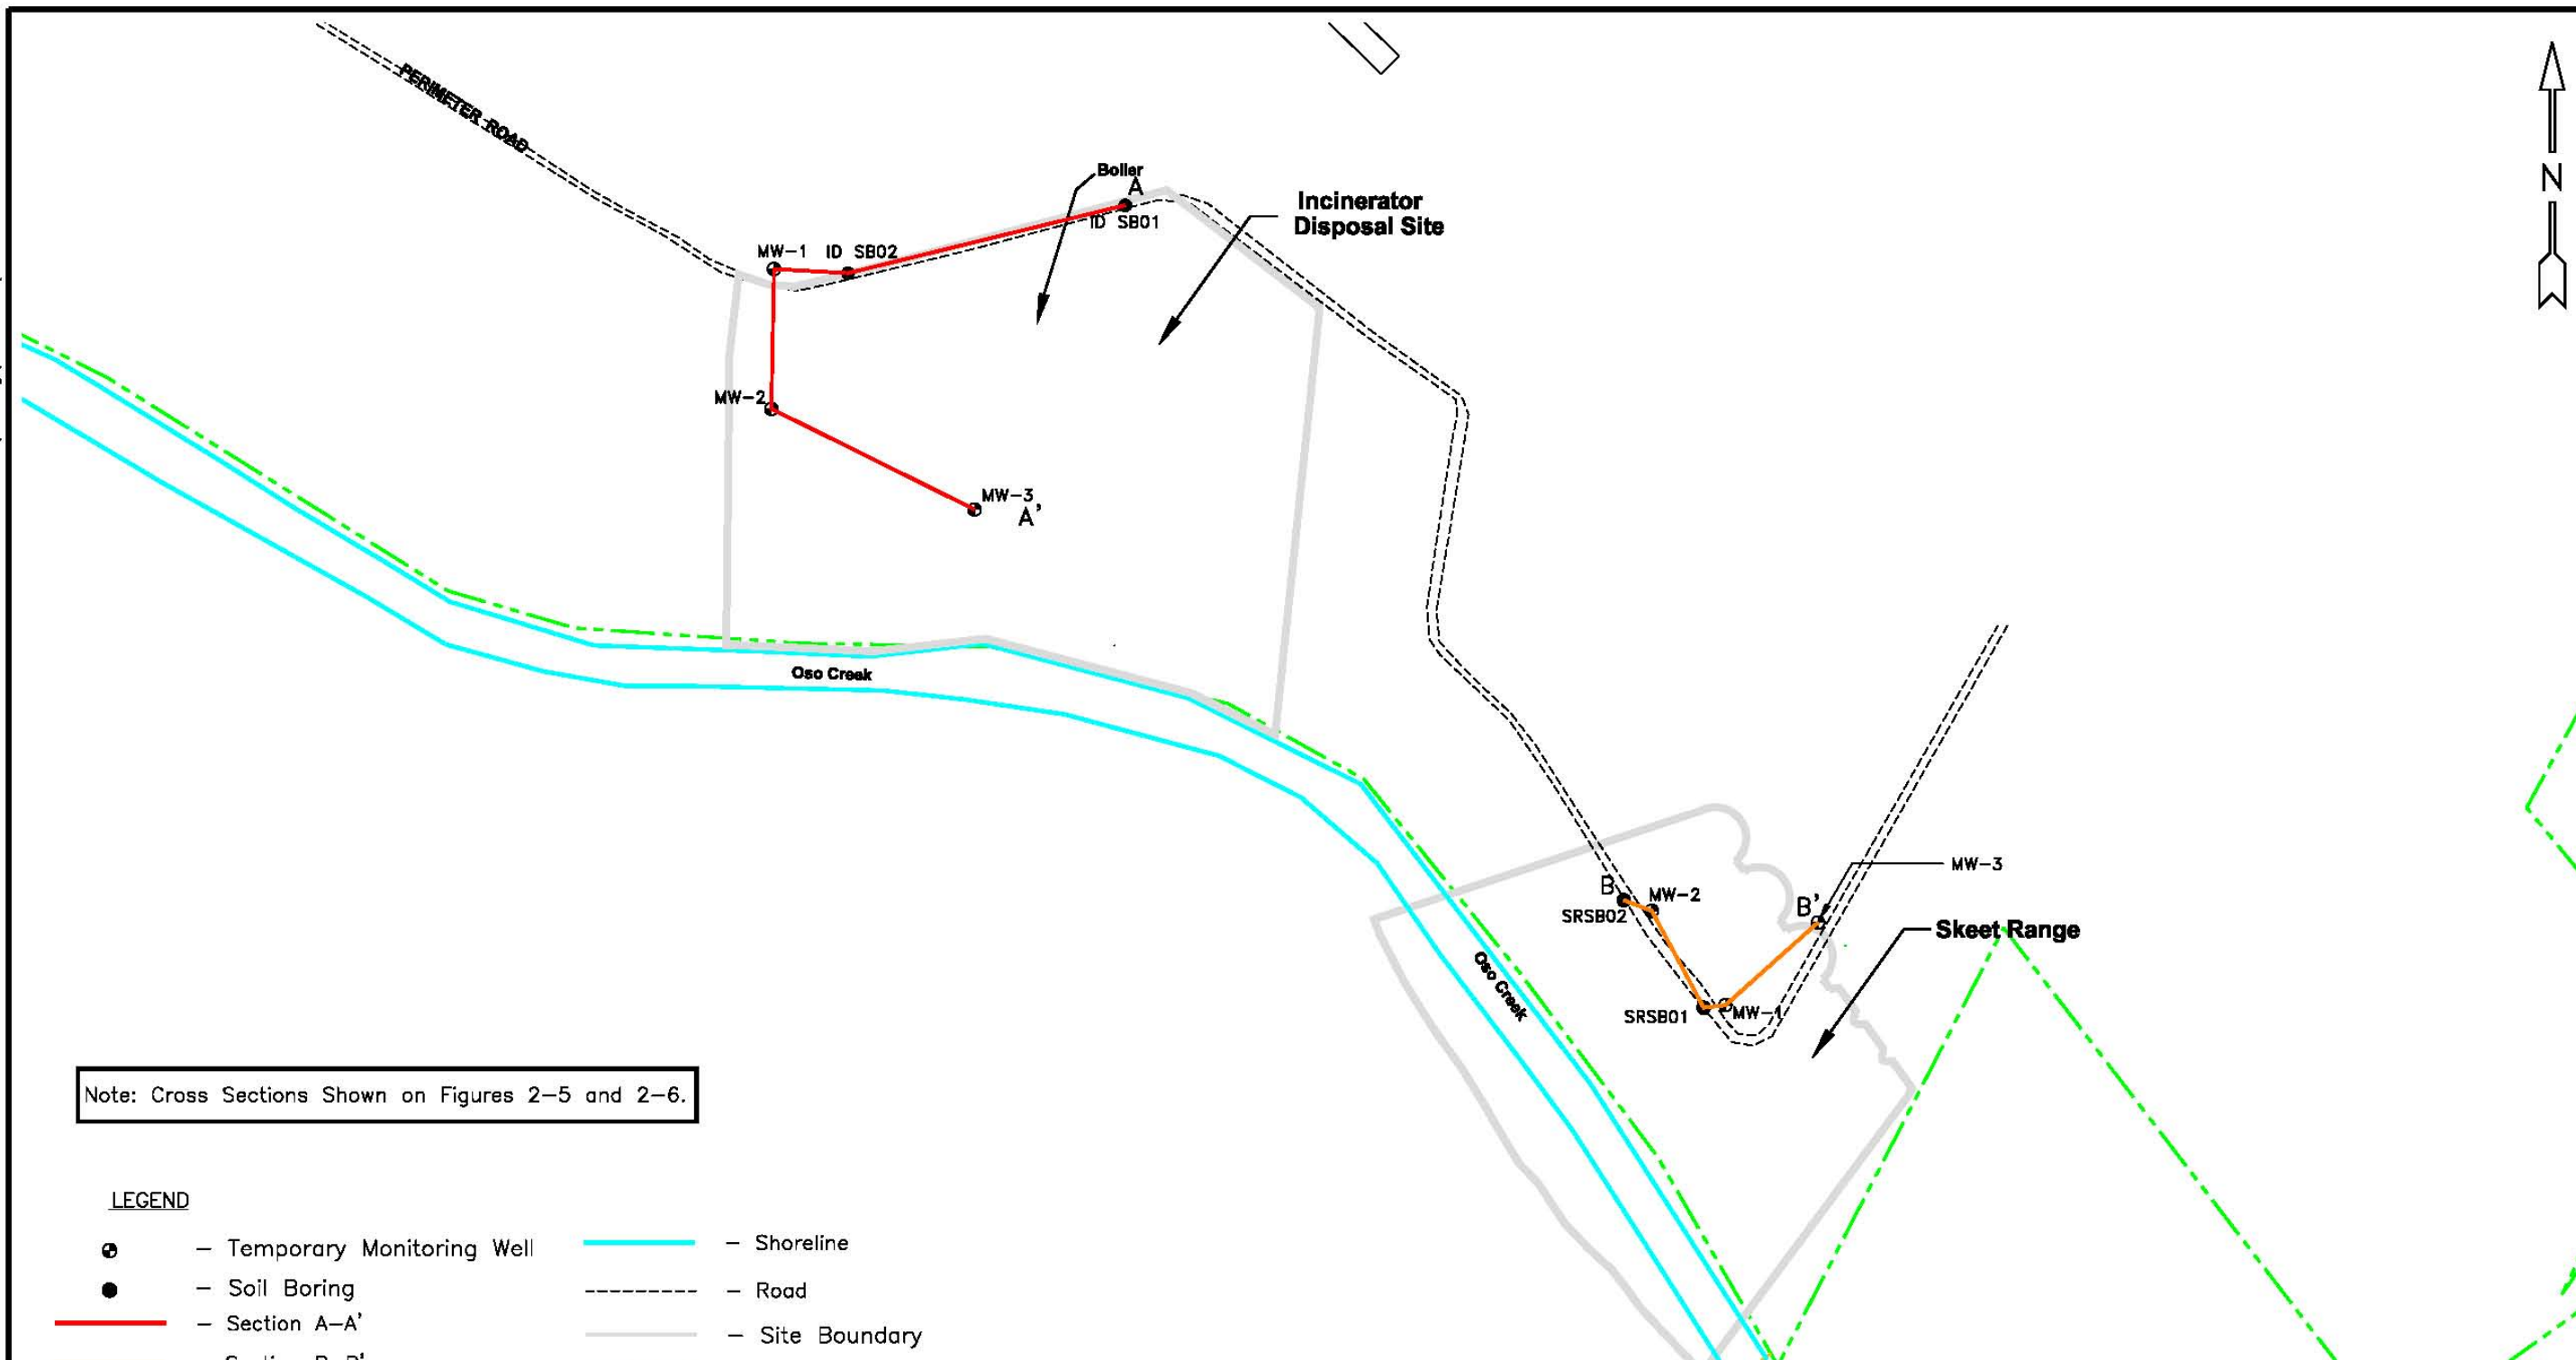 PERIMETER ROAD
Boiler
A
ID SB01
Incinerator
Disposal Site
N
MW-1
ID SB02
MW-2
MW-3
A'
Oso Creek
MW-3
B
MW-2
SRSB02
B'
Skeet Range
Oso Creek
SRSB01
MW-1
Note: Cross Sections Shown on Figures 2-5 and 2-6.
LEGEND
- Temporary Monitoring Well
- Soil Boring
- Section A-A'
- Shoreline
- Road
- Site Boundary